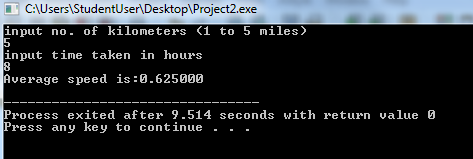 C:\Users\StudentUser\Desktop\Project2.exe
input no. of kilometers (1 to 5 miles)
5
input time taken in hours
8
Average speed is:0.625000
--------------------------------
Process exited after 9.514 seconds with return value 0
Press any key to continue . . .